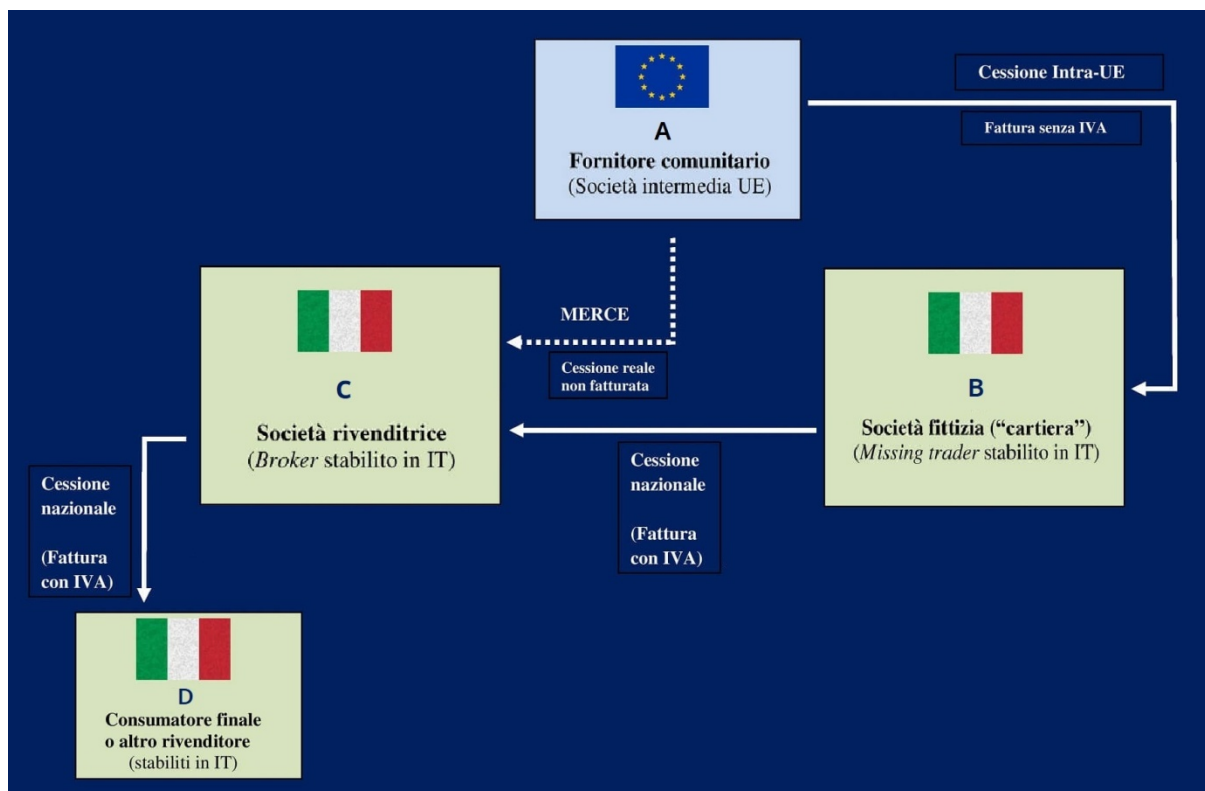 Cessione Intra-UE
Fattura senza IVA
A
Fornitore comunitario
(Società intermedia UE)
MERCE
Cessione reale
non fatturata
B
Società fittizia (“cartiera”)
(Missing trader stabilito in IT)
C
Società rivenditrice
(Broker stabilito in IT)
Cessione
nazionale
(Fattura
con IVA)
Cessione
nazionale
(Fattura
con IVA)
D
Consumatore finale
o altro rivenditore
(stabiliti in IT)